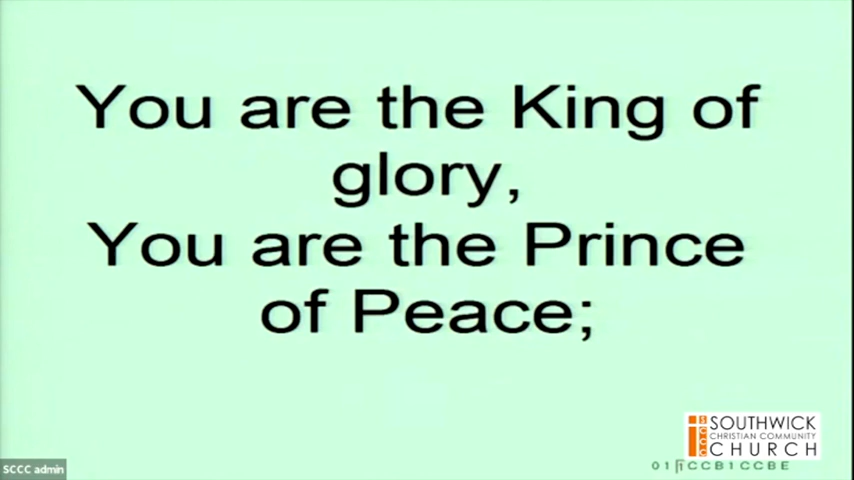 You are the King of
glory,
You are the Prince
of Peace;
SOUTHWICK
CHRISTIAN COMMUNITY
CHURCH
SCCC admin